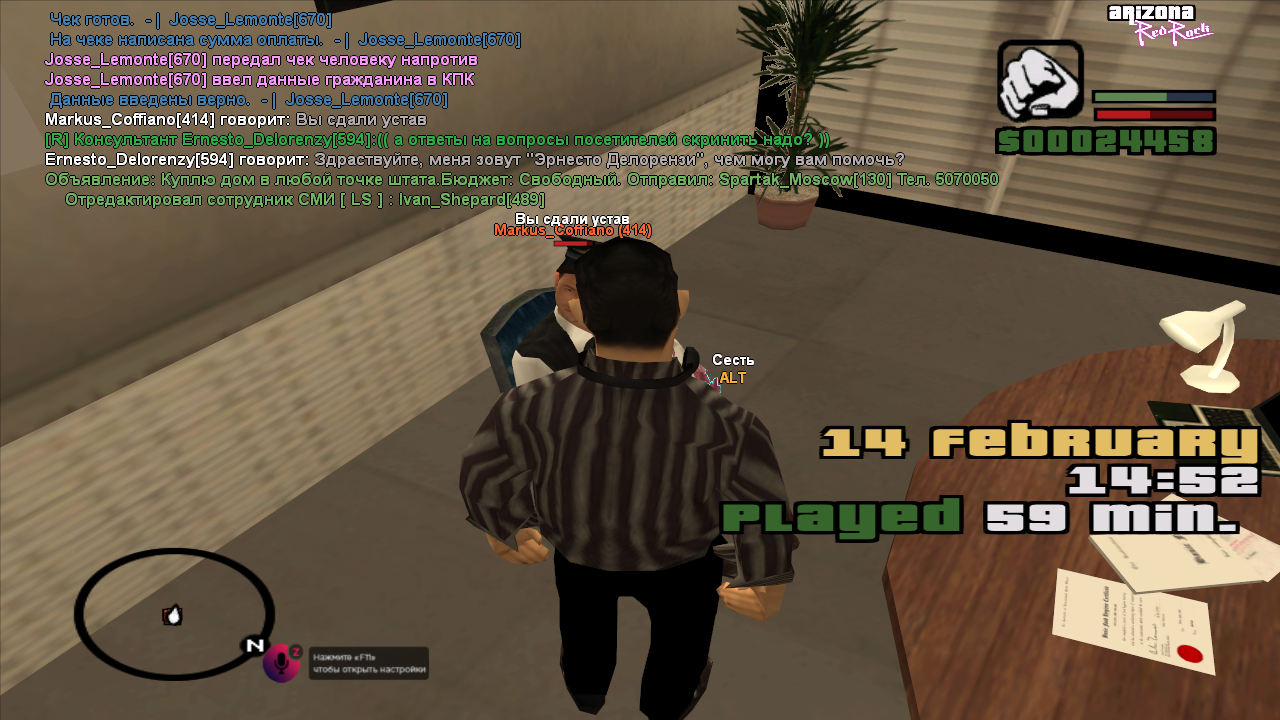 Чек готов. - | Josse_Lemonte[670]
На чеке написана сумма оплаты. - | Josse_Lemonte[670]
Josse_Lemonte[670] передал чек человеку напротив
Josse_Lemonte[670] ввел данные гражданина в КПК
Данные введены верно. - | Josse_Lemonte[670]
Markus_Coffiano[414] говорит: Вы сдали устав
[R] Консультант Ernesto_Delorenzy[594]:(( а ответы на вопросы посетителей скринить надо? ))
Ernesto_Delorenzy[594] говорит: Здраствуйте, меня зовут "Эрнесто Делорензи", чем могу вам помочь?
Объявление: Куплю дом в любой точке штата.Бюджет: Свободный. Отправил: Spartak_Moscow[130] Тел. 5070050
Отредактировал сотрудник СМИ [ LS ] : Ivan_Shepard[489]
arizona
Red Rock
$00024458
Вы сдали устав
Markus_Coffiano (414)
Сесть
ALT
14 February
14:52
Played 59 min.
N
Z
Нажмите «F11»
чтобы открыть настройки